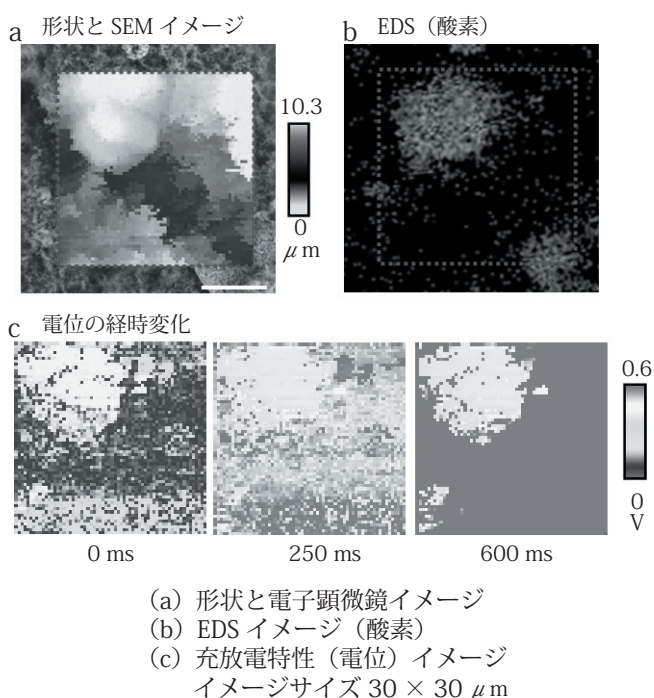 a 形状と SEM イメージ
b EDS（酸素）
10.3
0
μm
c 電位の経時変化
0.6
0
V
0 ms
250 ms
600 ms
(a) 形状と電子顕微鏡イメージ
(b) EDS イメージ（酸素）
(c) 充放電特性（電位）イメージ
イメージサイズ 30 × 30 μm